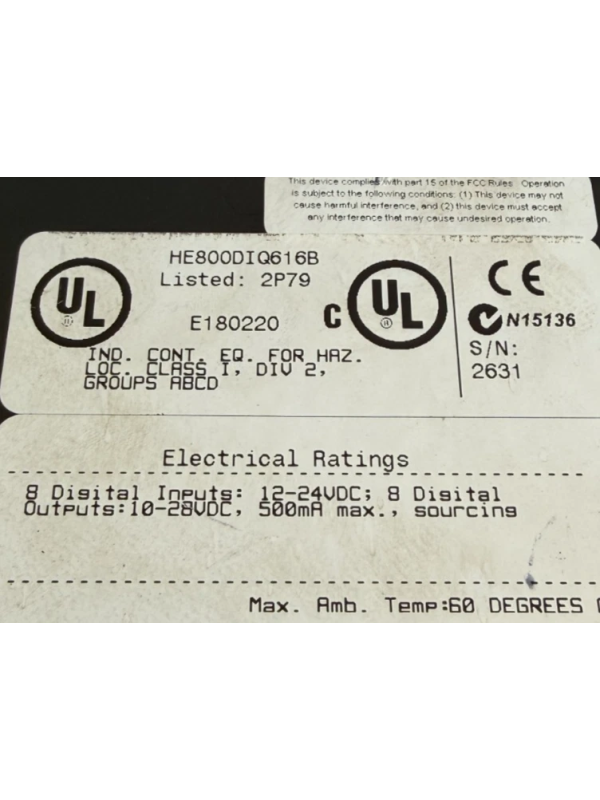 This device complies with part 15 of the FCC Rules. Operation
is subject to the following conditions: (1) This device may not
cause harmful interference, and (2) this device must accept
any interference that may cause undesired operation.
HE800DIQ616B
Listed: 2P79
UL
®
E180220
C UL
®
IND. CONT. EQ. FOR HAZ.
LOC. CLASS I, DIV 2,
GROUPS ABCD
CE
N15136
S/N:
2631
Electrical Ratings
8 Digital Inputs: 12-24VDC; 8 Digital
Outputs:10-28VDC, 500mA max., sourcing
Max. Amb. Temp:60 DEGREES